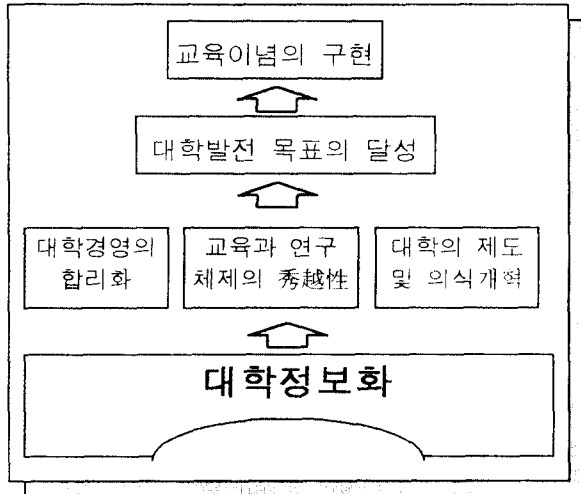 교육이념의 구현
대학발전 목표의 달성
대학경영의
합리화
교육과 연구
체제의 秀越性
대학의 제도
및 의식개혁
대학정보화